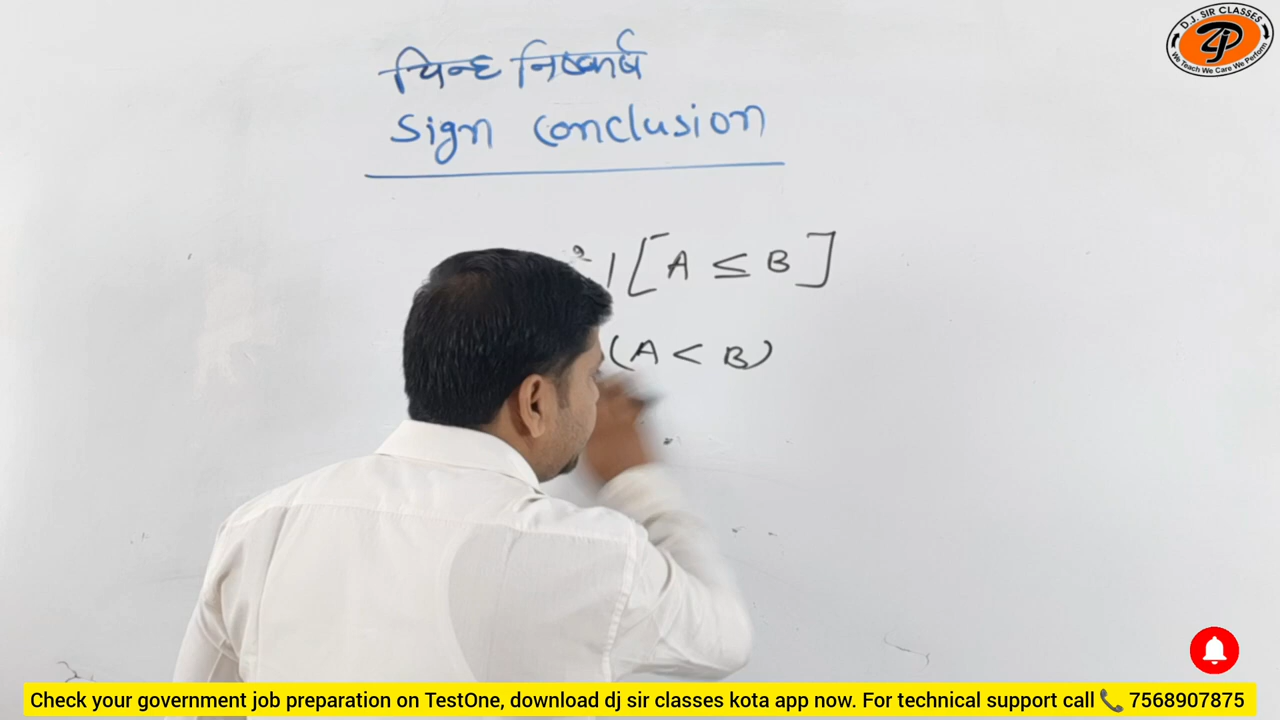 चिन्ह निष्कर्ष
Sign Conclusion
[A ≤ B]
(A < B)
D.J. SIR CLASSES
We Teach We Care We Perform
Check your government job preparation on TestOne, download dj sir classes kota app now. For technical support call 📞 7568907875